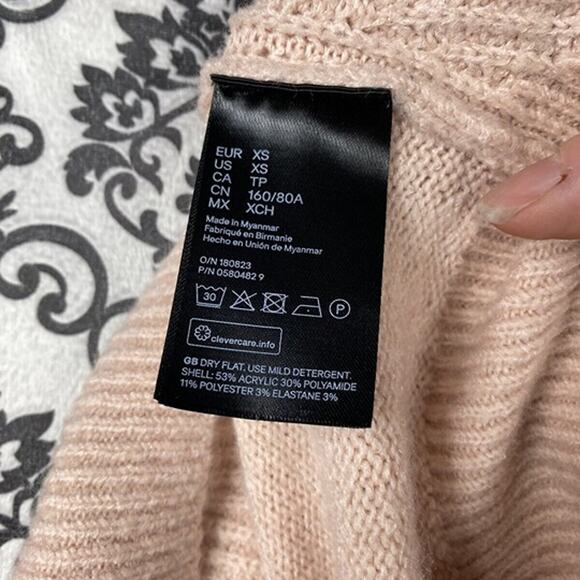 EUR XS
US XS
CA TP
CN 160/80A
MX XCH
Made in Myanmar
Fabriqué en Birmanie
Hecho en Unión de Myanmar
O/N 180823
P/N 0580482 9
30 P
clevercare.info
GB DRY FLAT. USE MILD DETERGENT.
SHELL: 53% ACRYLIC 30% POLYAMIDE
11% POLYESTER 3% ELASTANE 3%